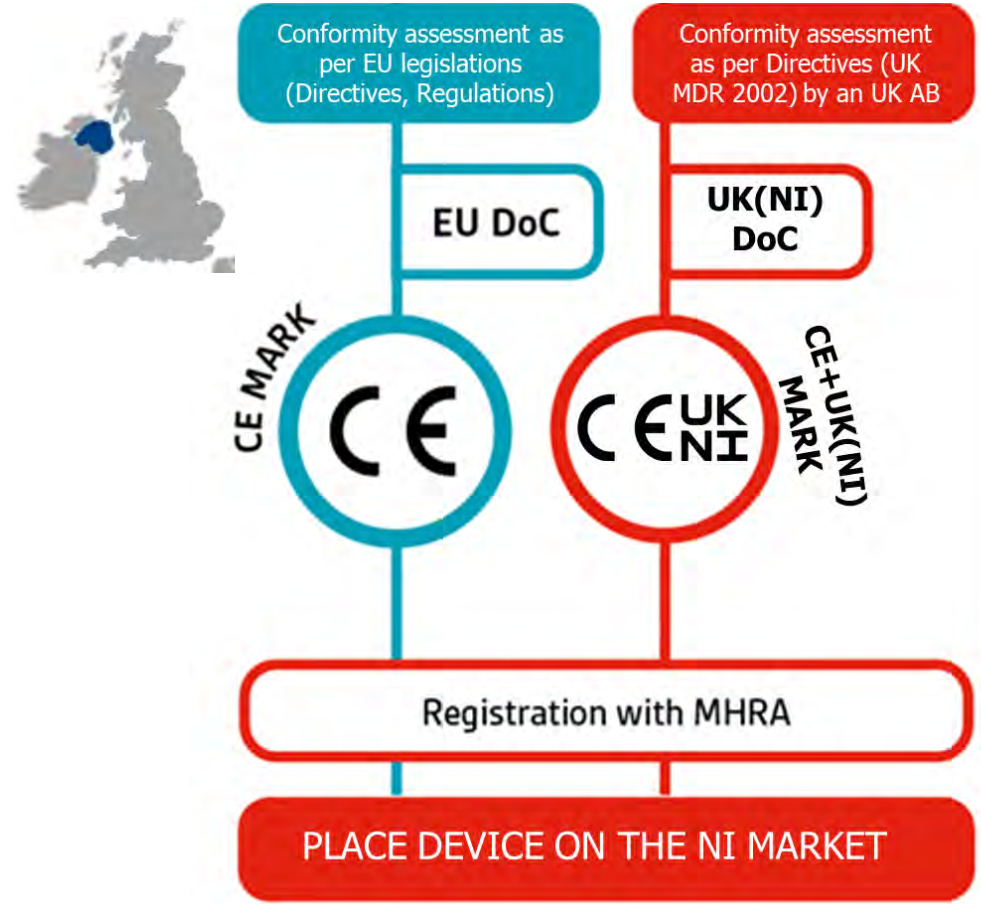 Conformity assessment as
per EU legislations
(Directives, Regulations)
Conformity assessment
as per Directives (UK
MDR 2002) by an UK AB
EU DoC
UK(NI)
DoC
CE MARK
CE
CE UK
NI
CE+UK(NI)
MARK
Registration with MHRA
PLACE DEVICE ON THE NI MARKET